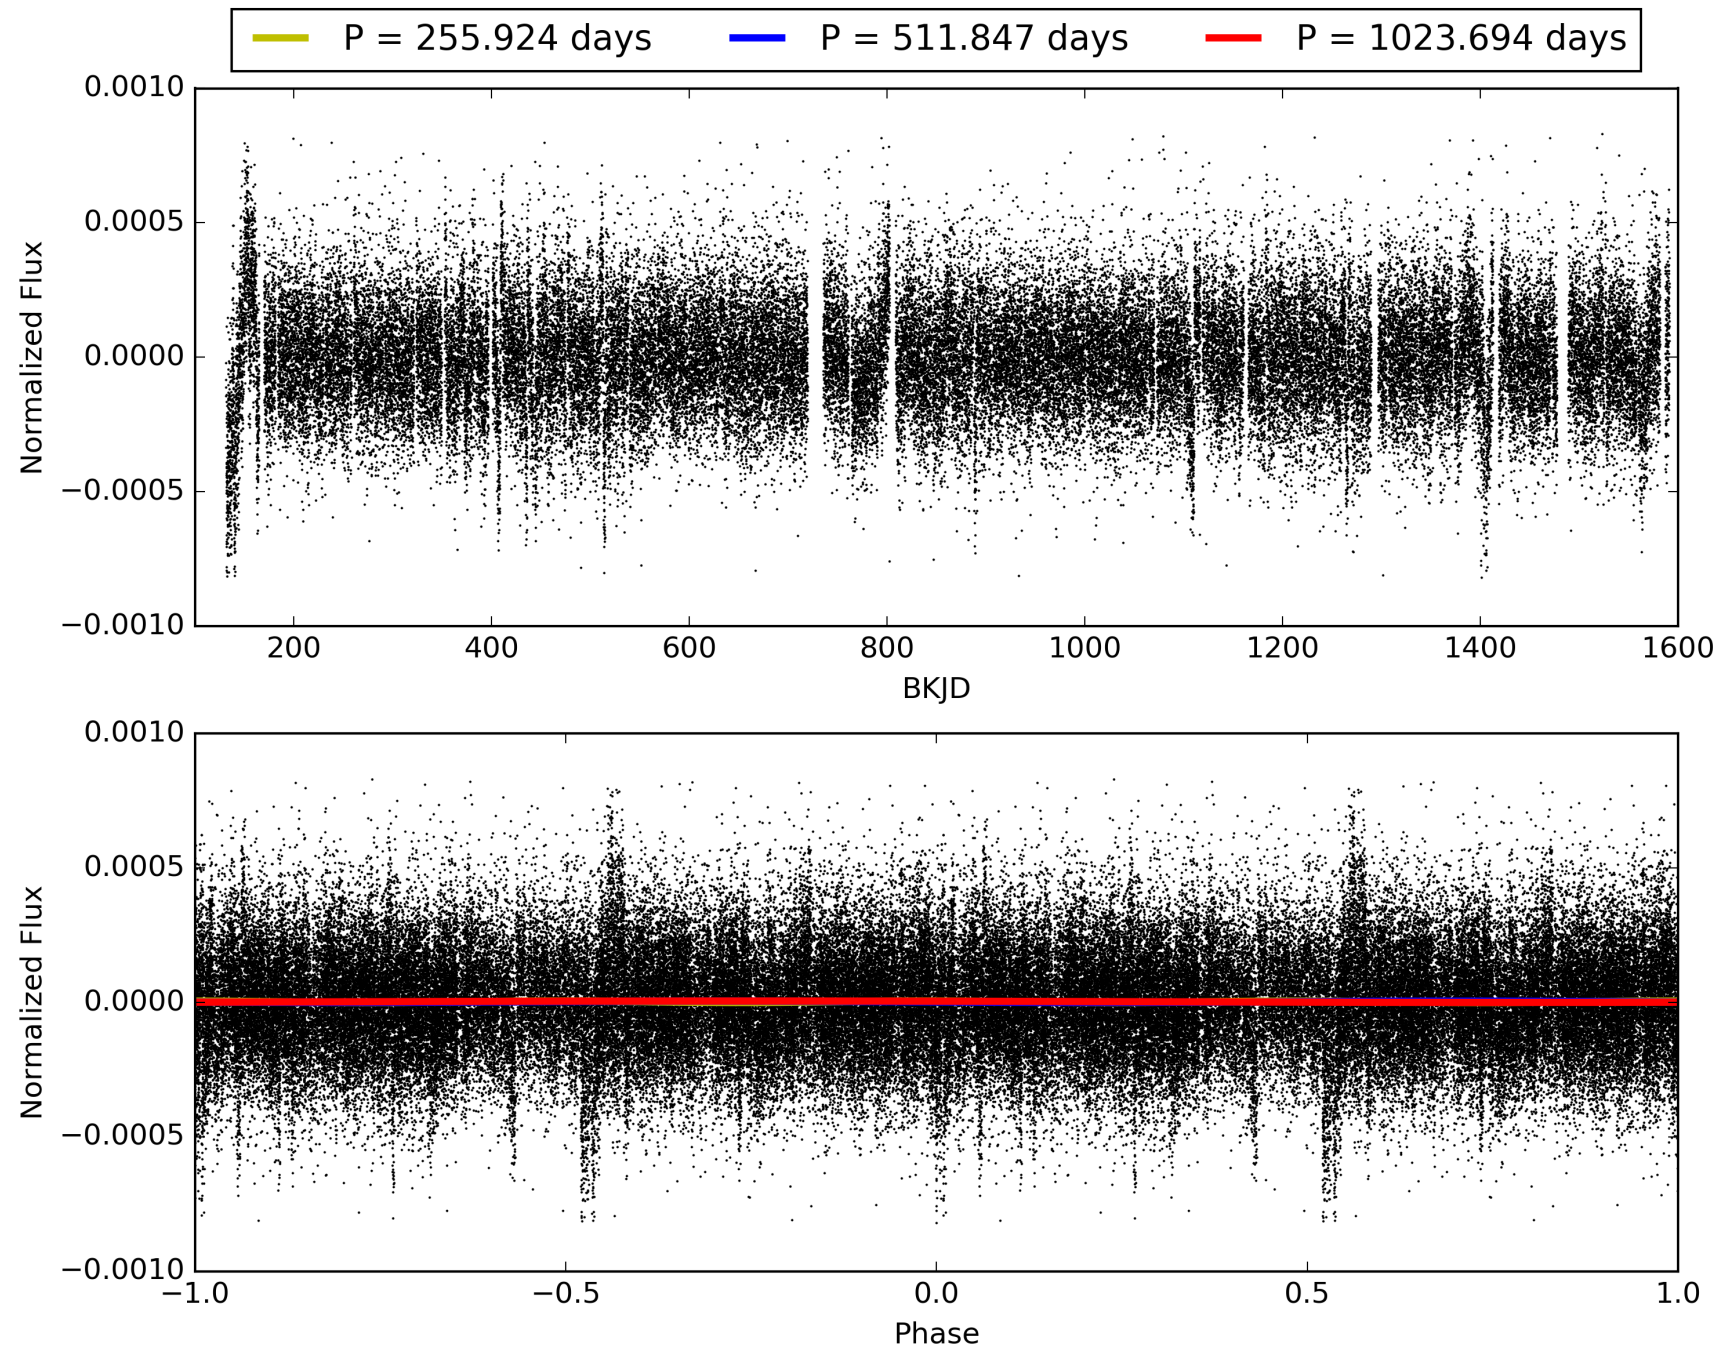 P = 255.924 days P = 511.847 days P = 1023.694 days
0.0010
0.0005
0.0000
−0.0005
−0.0010
Normalized Flux
200 400 600 800 1000 1200 1400 1600
BKJD
0.0010
0.0005
0.0000
−0.0005
−0.0010
Normalized Flux
−1.0 −0.5 0.0 0.5 1.0
Phase